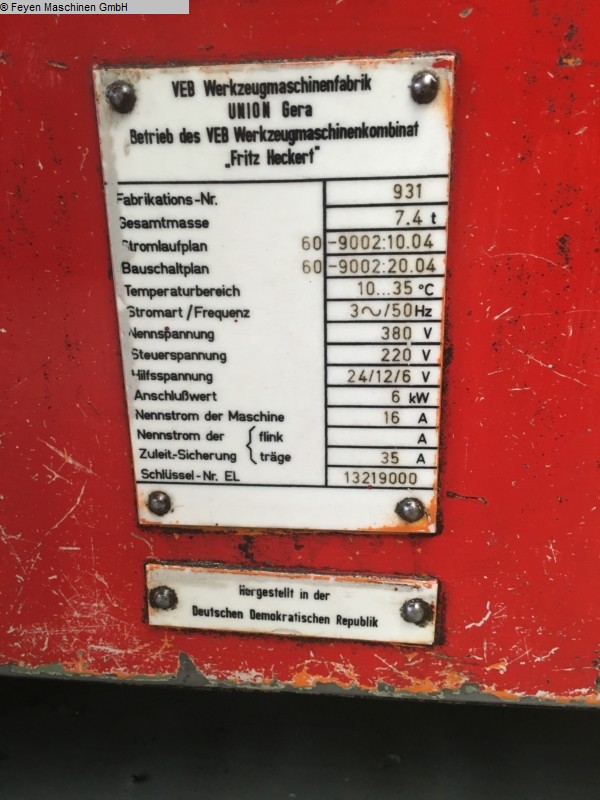 © Feyen Maschinen GmbH
VEB Werkzeugmaschinenfabrik
UNION Gera
Betrieb des VEB Werkzeugmaschinenkombinat
„Fritz Heckert"
Fabrikations-Nr. 931
Gesamtmasse 7.4 t
Stromlaufplan 60-9002:10.04
Bauschaltplan 60-9002:20.04
Temperaturbereich 10...35 °C
Stromart/Frequenz 3~/50Hz
Nennspannung 380 V
Steuerspannung 220 V
Hilfsspannung 24/12/6 V
Anschlußwert 6 kW
Nennstrom der Maschine 16 A
Nennstrom der flink A
Zuleit.-Sicherung träge 35 A
Schlüssel-Nr. EL 13219000
Hergestellt in der
Deutschen Demokratischen Republik